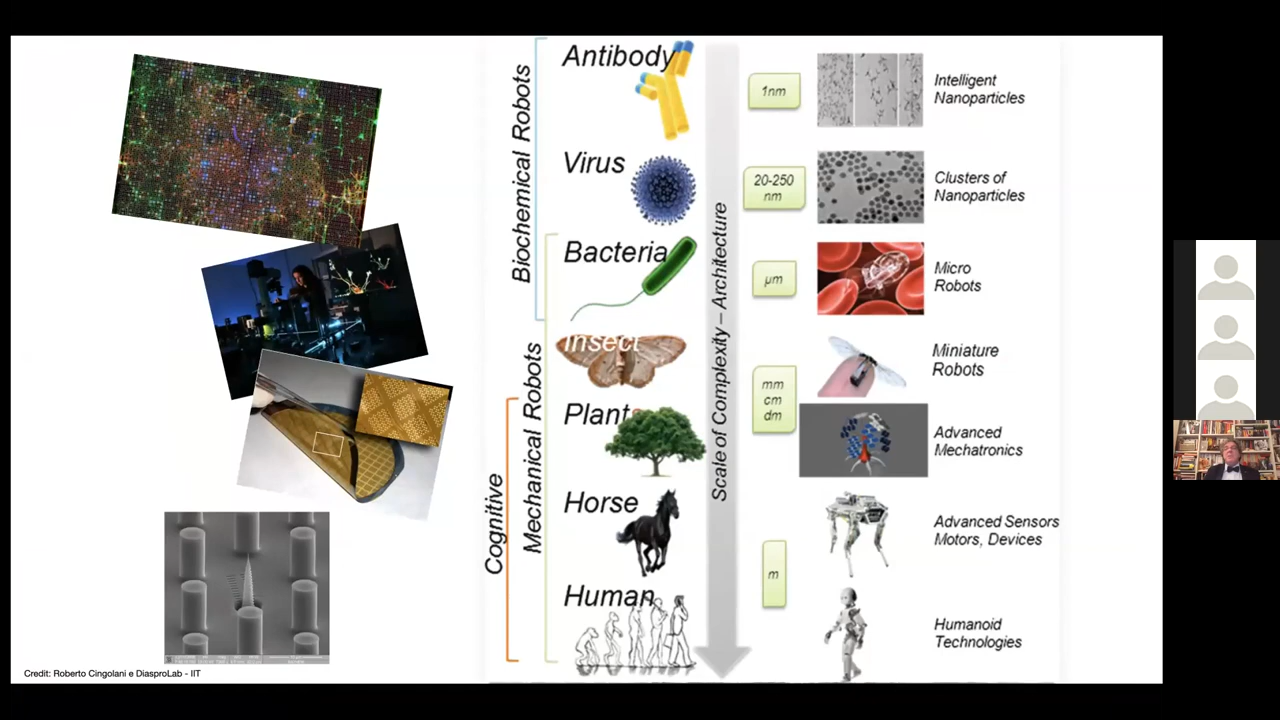 Antibody
Virus
Bacteria
Insect
Plant
Horse
Human
Biochemical Robots
Mechanical Robots
Cognitive
Scale of Complexity – Architecture
1nm
20-250
nm
μm
mm
cm
dm
m
Intelligent
Nanoparticles
Clusters of
Nanoparticles
Micro
Robots
Miniature
Robots
Advanced
Mechatronics
Advanced Sensors
Motors, Devices
Humanoid
Technologies
Credit: Roberto Cingolani e DiasproLab - IIT